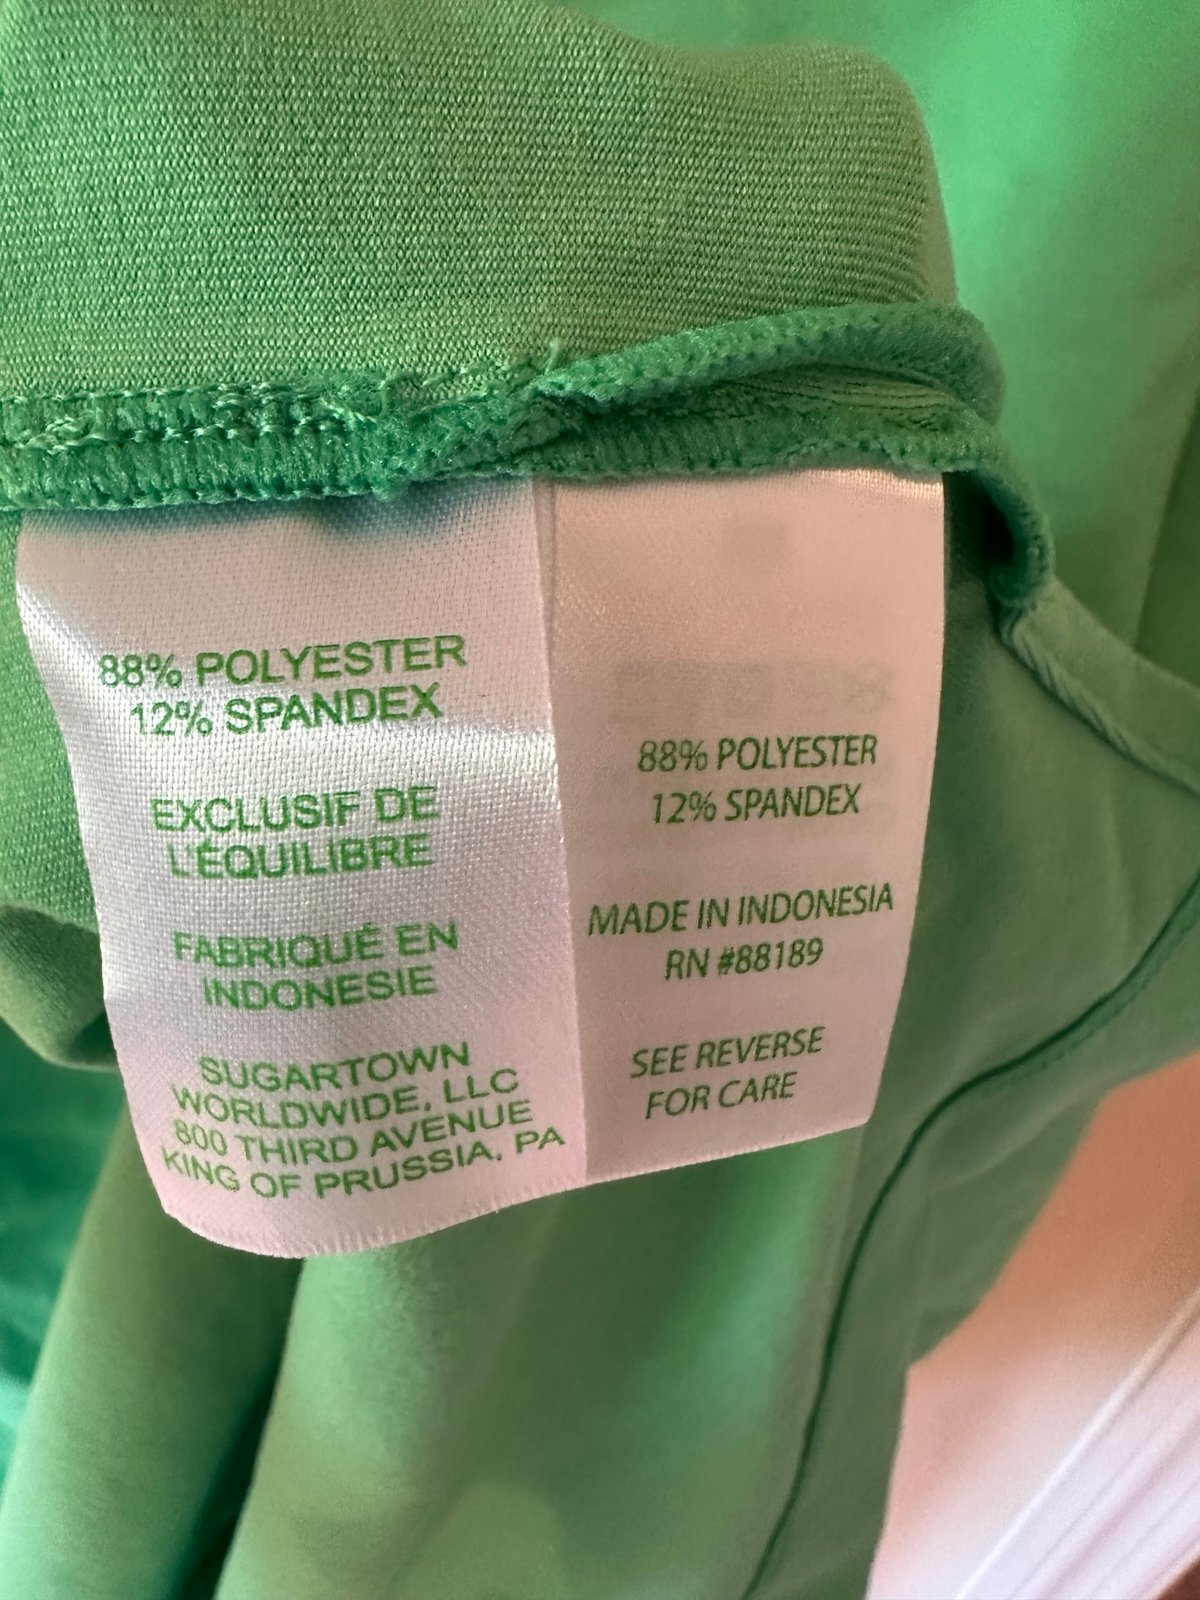 88% POLYESTER
12% SPANDEX
EXCLUSIF DE
L'ÉQUILIBRE
FABRIQUÉ EN
INDONESIE
SUGARTOWN
WORLDWIDE, LLC
800 THIRD AVENUE
KING OF PRUSSIA, PA
88% POLYESTER
12% SPANDEX
MADE IN INDONESIA
RN #88189
SEE REVERSE
FOR CARE